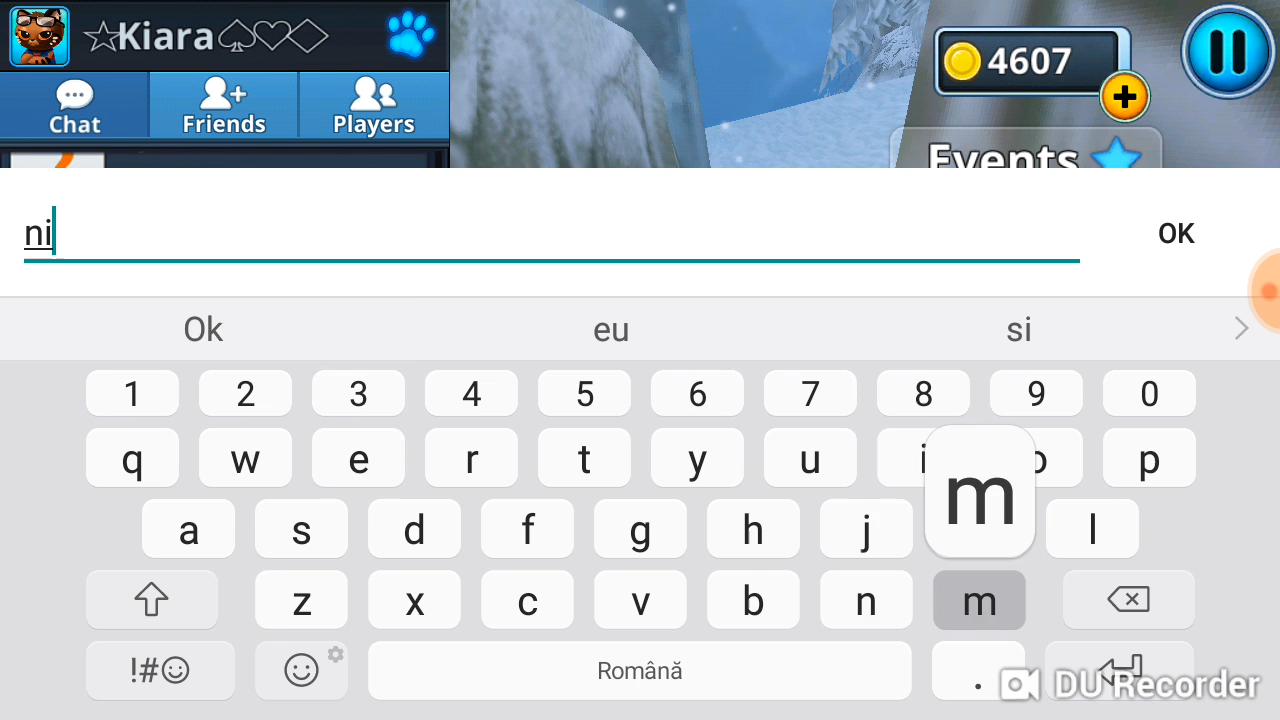 ☆Kiara♤♡◇
4607
Chat
Friends
Players
Events
ni
OK
Ok
eu
si
1 2 3 4 5 6 7 8 9 0
q w e r t y u i o p
m
a s d f g h j l
z x c v b n m
!#☺
Română
.
DU Recorder